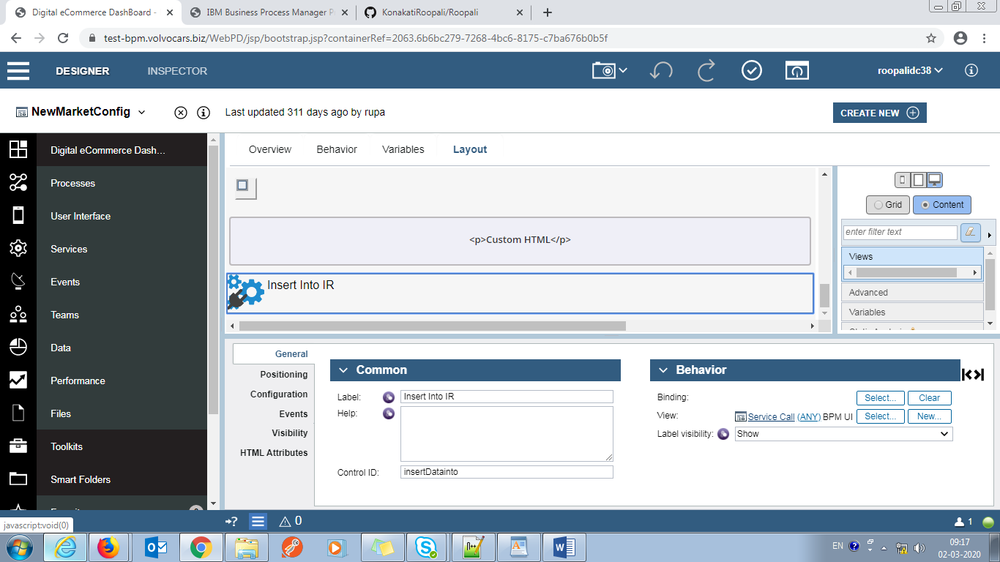 Digital eCommerce DashBoard -
IBM Business Process Manager P
KonakatiRoopali/Roopali
test-bpm.volvocars.biz/WebPD/jsp/bootstrap.jsp?containerRef=2063.6b6bc279-7268-4bc6-8175-c7ba676b0b5f
DESIGNER
INSPECTOR
roopalidc38
NewMarketConfig
Last updated 311 days ago by rupa
CREATE NEW
Digital eCommerce Dash...
Processes
User Interface
Services
Events
Teams
Data
Performance
Files
Toolkits
Smart Folders
Overview
Behavior
Variables
Layout
<p>Custom HTML</p>
Insert Into IR
Grid
Content
enter filter text
Views
Advanced
Variables
General
Positioning
Configuration
Events
Visibility
HTML Attributes
Common
Label:
Insert Into IR
Help:
Control ID:
insertDatainto
Behavior
Binding:
Select...
Clear
View:
Service Call (ANY) BPM UI
Select...
New...
Label visibility:
Show
javascript:void(0)
0
1
EN
09:17
02-03-2020